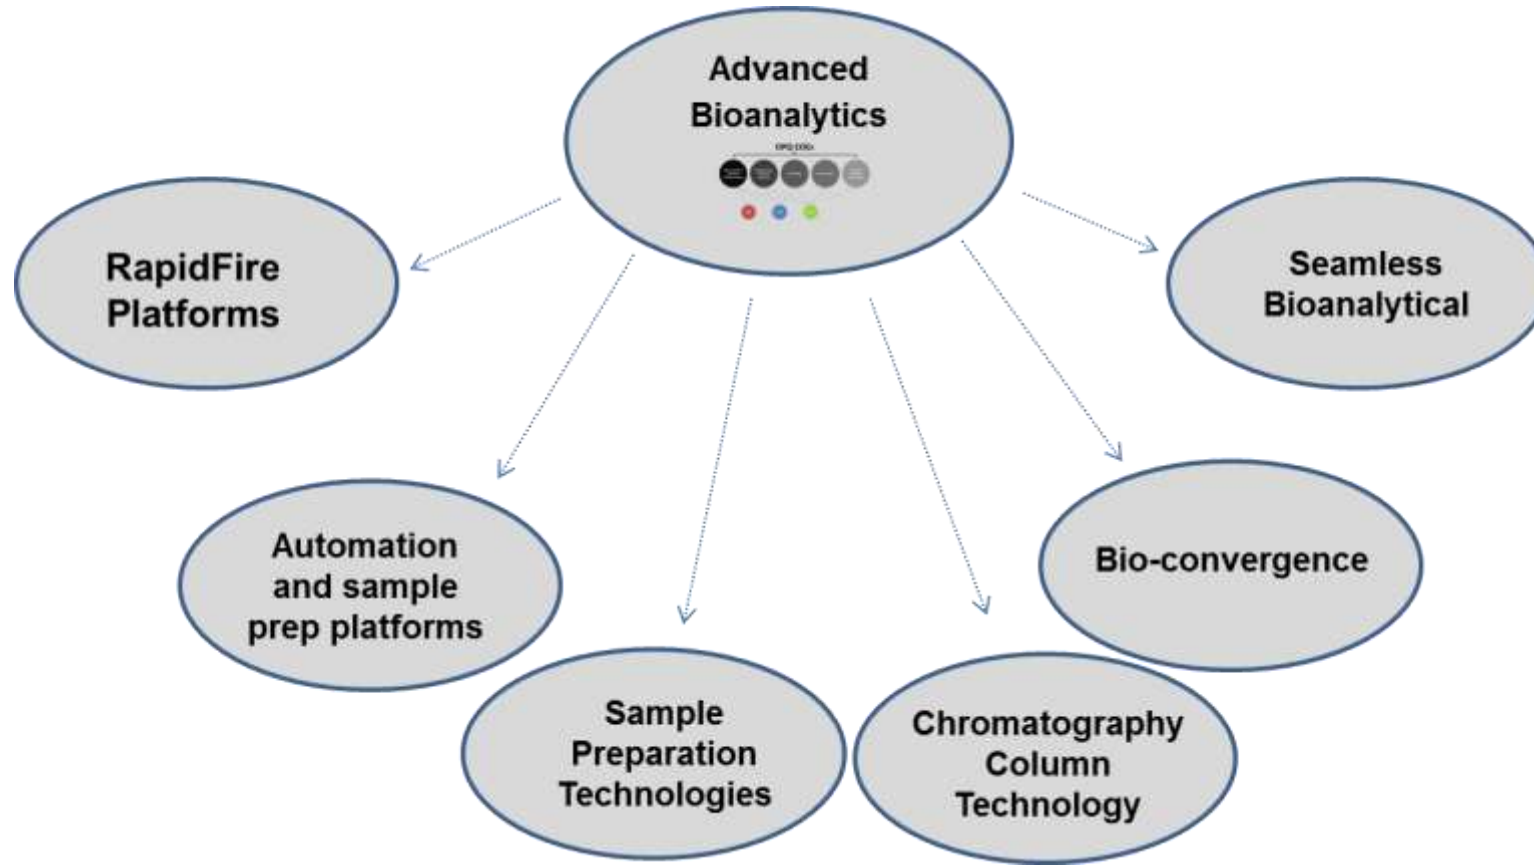 Advanced
Bioanalytics
RapidFire
Platforms
Seamless
Bioanalytical
Automation
and sample
prep platforms
Bio-convergence
Sample
Preparation
Technologies
Chromatography
Column
Technology